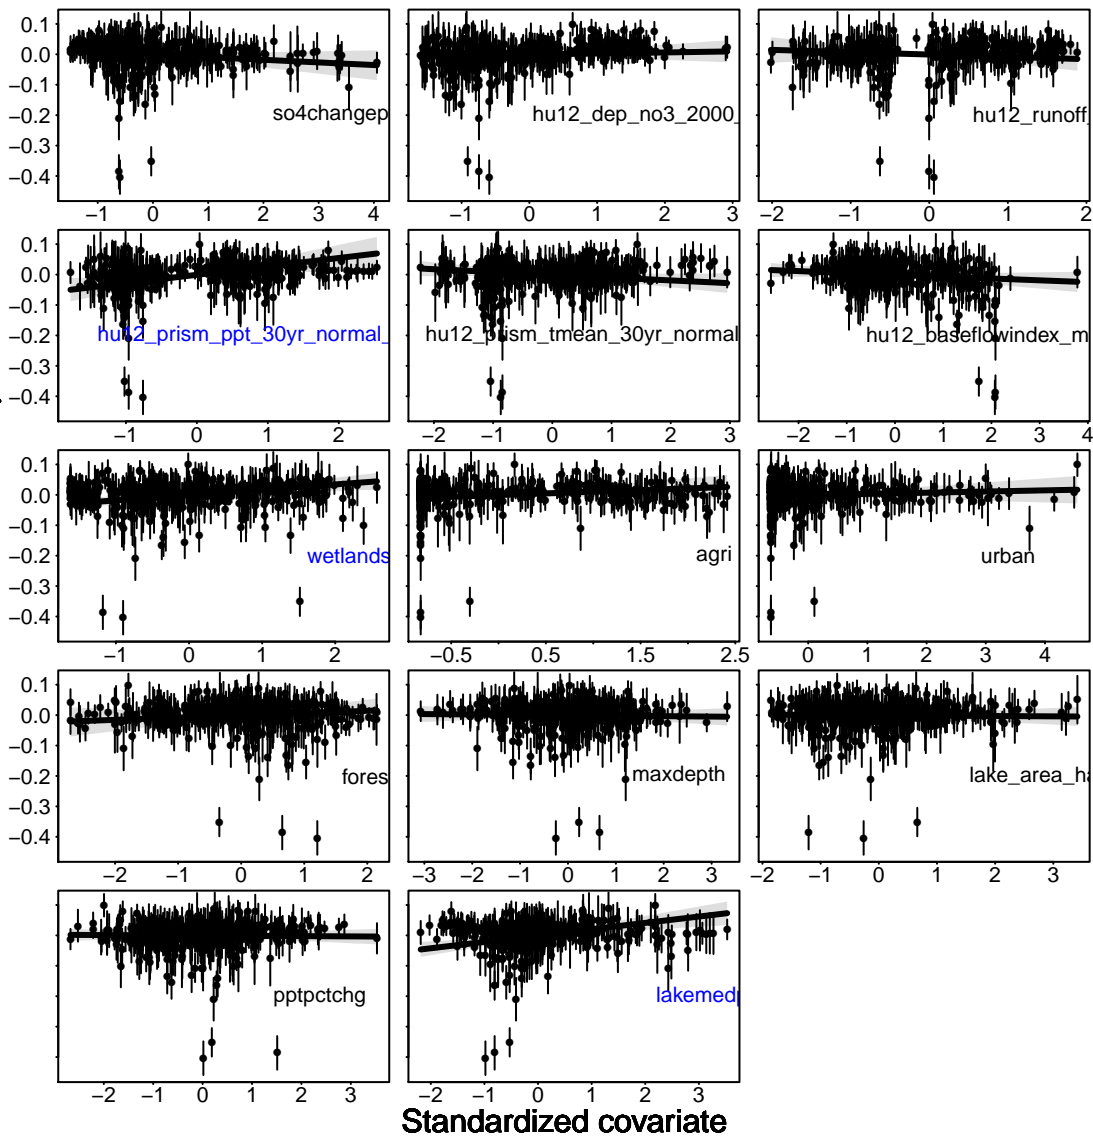 0.1
0.0
−0.1
−0.2
−0.3
−0.4
so4changep
−1 0 1 2 3 4
hu12_dep_no3_2000_
−1 0 1 2 3
hu12_runoff_
−2 −1 0 1 2
0.1
0.0
−0.1
−0.2
−0.3
−0.4
hu12_prism_ppt_30yr_normal_
−1 0 1 2
hu12_prism_tmean_30yr_normal
−2 −1 0 1 2 3
hu12_baseflowindex_m
−2 −1 0 1 2 3 4
0.1
0.0
−0.1
−0.2
−0.3
−0.4
wetlands
−1 0 1 2
agri
−0.5 0.5 1.5 2.5
urban
0 1 2 3 4
0.1
0.0
−0.1
−0.2
−0.3
−0.4
fores
−2 −1 0 1 2
maxdepth
−3 −2 −1 0 1 2 3
lake_area_ha
−2 −1 0 1 2 3
pptpctchg
−2 −1 0 1 2 3
lakemedp
−2 −1 0 1 2 3
Standardized covariate